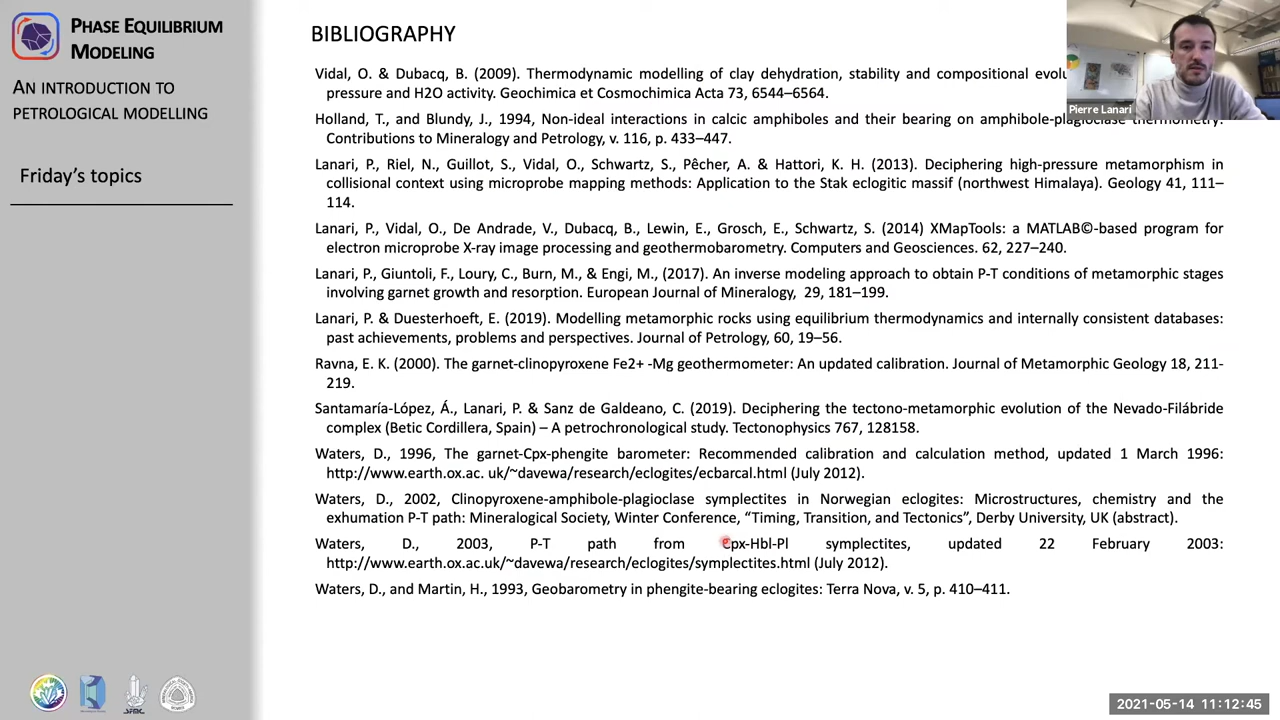 PHASE EQUILIBRIUM
MODELING
AN INTRODUCTION TO
PETROLOGICAL MODELLING
Friday's topics
BIBLIOGRAPHY
Vidal, O. & Dubacq, B. (2009). Thermodynamic modelling of clay dehydration, stability and compositional
pressure and H2O activity. Geochimica et Cosmochimica Acta 73, 6544–6564.
Holland, T., and Blundy, J., 1994, Non-ideal interactions in calcic amphiboles and their bearing on amphibole-plagioclase thermometry:
Contributions to Mineralogy and Petrology, v. 116, p. 433–447.
Lanari, P., Riel, N., Guillot, S., Vidal, O., Schwartz, S., Pêcher, A. & Hattori, K. H. (2013). Deciphering high-pressure metamorphism in
collisional context using microprobe mapping methods: Application to the Stak eclogitic massif (northwest Himalaya). Geology 41, 111–
114.
Lanari, P., Vidal, O., De Andrade, V., Dubacq, B., Lewin, E., Grosch, E., Schwartz, S. (2014) XMapTools: a MATLAB©-based program for
electron microprobe X-ray image processing and geothermobarometry. Computers and Geosciences. 62, 227–240.
Lanari, P., Giuntoli, F., Loury, C., Burn, M., & Engi, M., (2017). An inverse modeling approach to obtain P-T conditions of metamorphic stages
involving garnet growth and resorption. European Journal of Mineralogy, 29, 181–199.
Lanari, P. & Duesterhoeft, E. (2019). Modelling metamorphic rocks using equilibrium thermodynamics and internally consistent databases:
past achievements, problems and perspectives. Journal of Petrology, 60, 19–56.
Ravna, E. K. (2000). The garnet-clinopyroxene Fe2+ -Mg geothermometer: An updated calibration. Journal of Metamorphic Geology 18, 211-
219.
Santamaría-López, Á., Lanari, P. & Sanz de Galdeano, C. (2019). Deciphering the tectono-metamorphic evolution of the Nevado-Filábride
complex (Betic Cordillera, Spain) – A petrochronological study. Tectonophysics 767, 128158.
Waters, D., 1996, The garnet-Cpx-phengite barometer: Recommended calibration and calculation method, updated 1 March 1996:
http://www.earth.ox.ac. uk/~davewa/research/eclogites/ecbarcal.html (July 2012).
Waters, D., 2002, Clinopyroxene-amphibole-plagioclase symplectites in Norwegian eclogites: Microstructures, chemistry and the
exhumation P-T path: Mineralogical Society, Winter Conference, “Timing, Transition, and Tectonics”, Derby University, UK (abstract).
Waters, D., 2003, P-T path from Cpx-Hbl-Pl symplectites, updated 22 February 2003:
http://www.earth.ox.ac.uk/~davewa/research/eclogites/symplectites.html (July 2012).
Waters, D., and Martin, H., 1993, Geobarometry in phengite-bearing eclogites: Terra Nova, v. 5, p. 410–411.
Pierre Lanari
2021-05-14 11:12:45